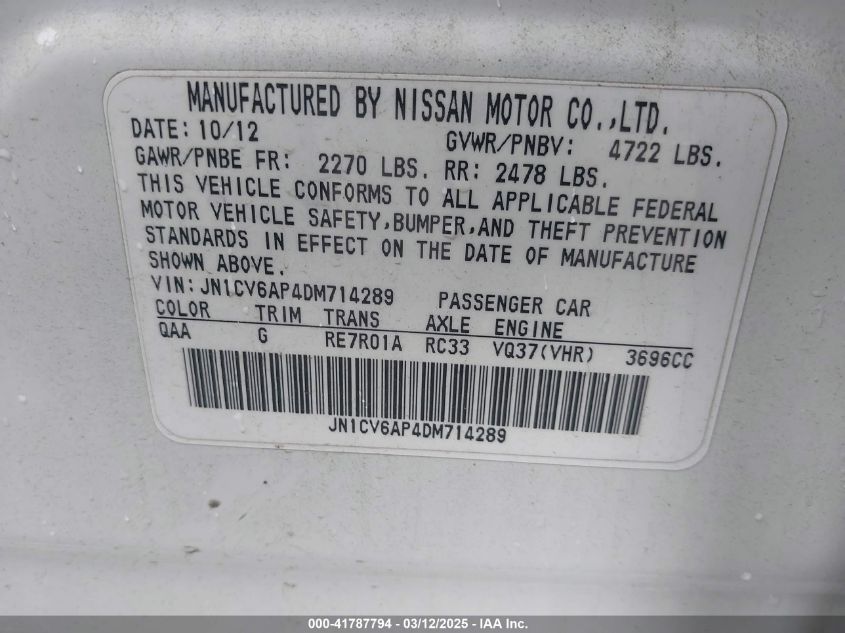 MANUFACTURED BY NISSAN MOTOR CO.,LTD.
DATE: 10/12 GVWR/PNBV: 4722 LBS.
GAWR/PNBE FR: 2270 LBS. RR: 2478 LBS.
THIS VEHICLE CONFORMS TO ALL APPLICABLE FEDERAL
MOTOR VEHICLE SAFETY,BUMPER,AND THEFT PREVENTION
STANDARDS IN EFFECT ON THE DATE OF MANUFACTURE
SHOWN ABOVE.
VIN: JN1CV6AP4DM714289 PASSENGER CAR
COLOR TRIM TRANS AXLE ENGINE
QAA G RE7R01A RC33 VQ37(VHR) 3696CC
JN1CV6AP4DM714289
000-41787794 - 03/12/2025 - IAA Inc.